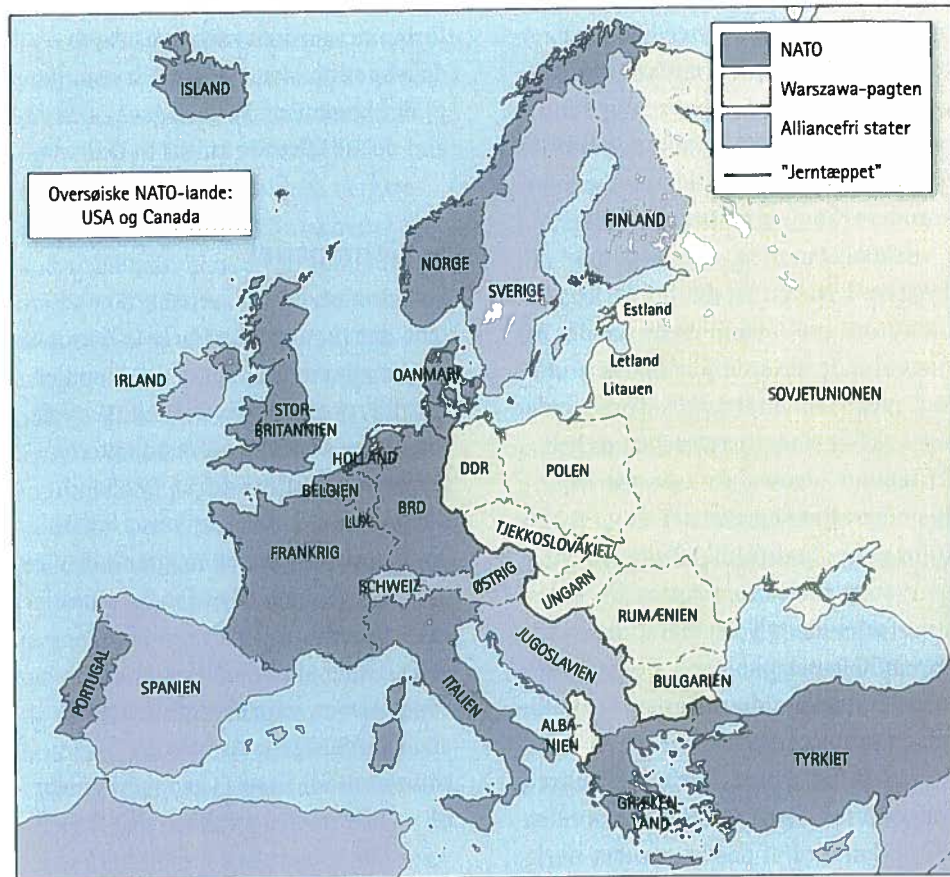 NATO
Warszawa-pagten
Alliancefri stater
"Jerntæppet"
ISLAND
Oversøiske NATO-lande:
USA og Canada
FINLAND
NORGE
SVERIGE
Estland
Letland
Litauen
SOVJETUNIONEN
IRLAND
DANMARK
STOR-
BRITANNIEN
HOLLAND
DDR
POLEN
BELGIEN
BRD
LUX.
TJEKKOSLOVAKIET
FRANKRIG
SCHWEIZ
ØSTRIG
UNGARN
RUMÆNIEN
JUGOSLAVIEN
PORTUGAL
SPANIEN
ITALIEN
BULGARIEN
ALBA-
NIEN
TYRKIET
GRÆKEN-
LAND